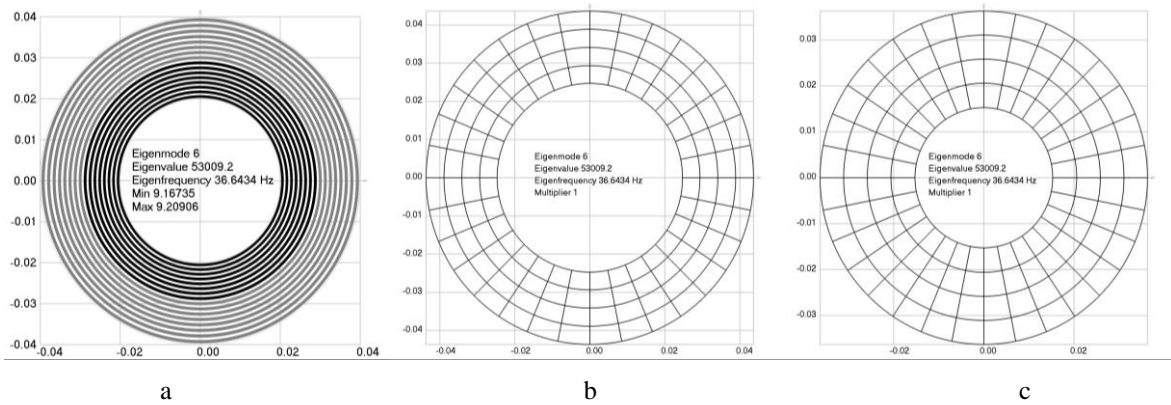 0.04
0.03
0.02
0.01
0.00
-0.01
-0.02
-0.03
-0.04
-0.04
-0.02
0.00
0.02
0.04
Eigenmode 6
Eigenvalue 53009.2
Eigenfrequency 36.6434 Hz
Min 9.16735
Max 9.20906
0.04
0.03
0.02
0.01
0.00
-0.01
-0.02
-0.03
-0.04
-0.04
-0.02
0.00
0.02
0.04
Eigenmode 6
Eigenvalue 53009.2
Eigenfrequency 36.6434 Hz
Multiplier 1
0.03
0.02
0.01
0.00
-0.01
-0.02
-0.03
-0.02
0.00
0.02
Eigenmode 6
Eigenvalue 53009.2
Eigenfrequency 36.6434 Hz
Multiplier 1
a
b
c